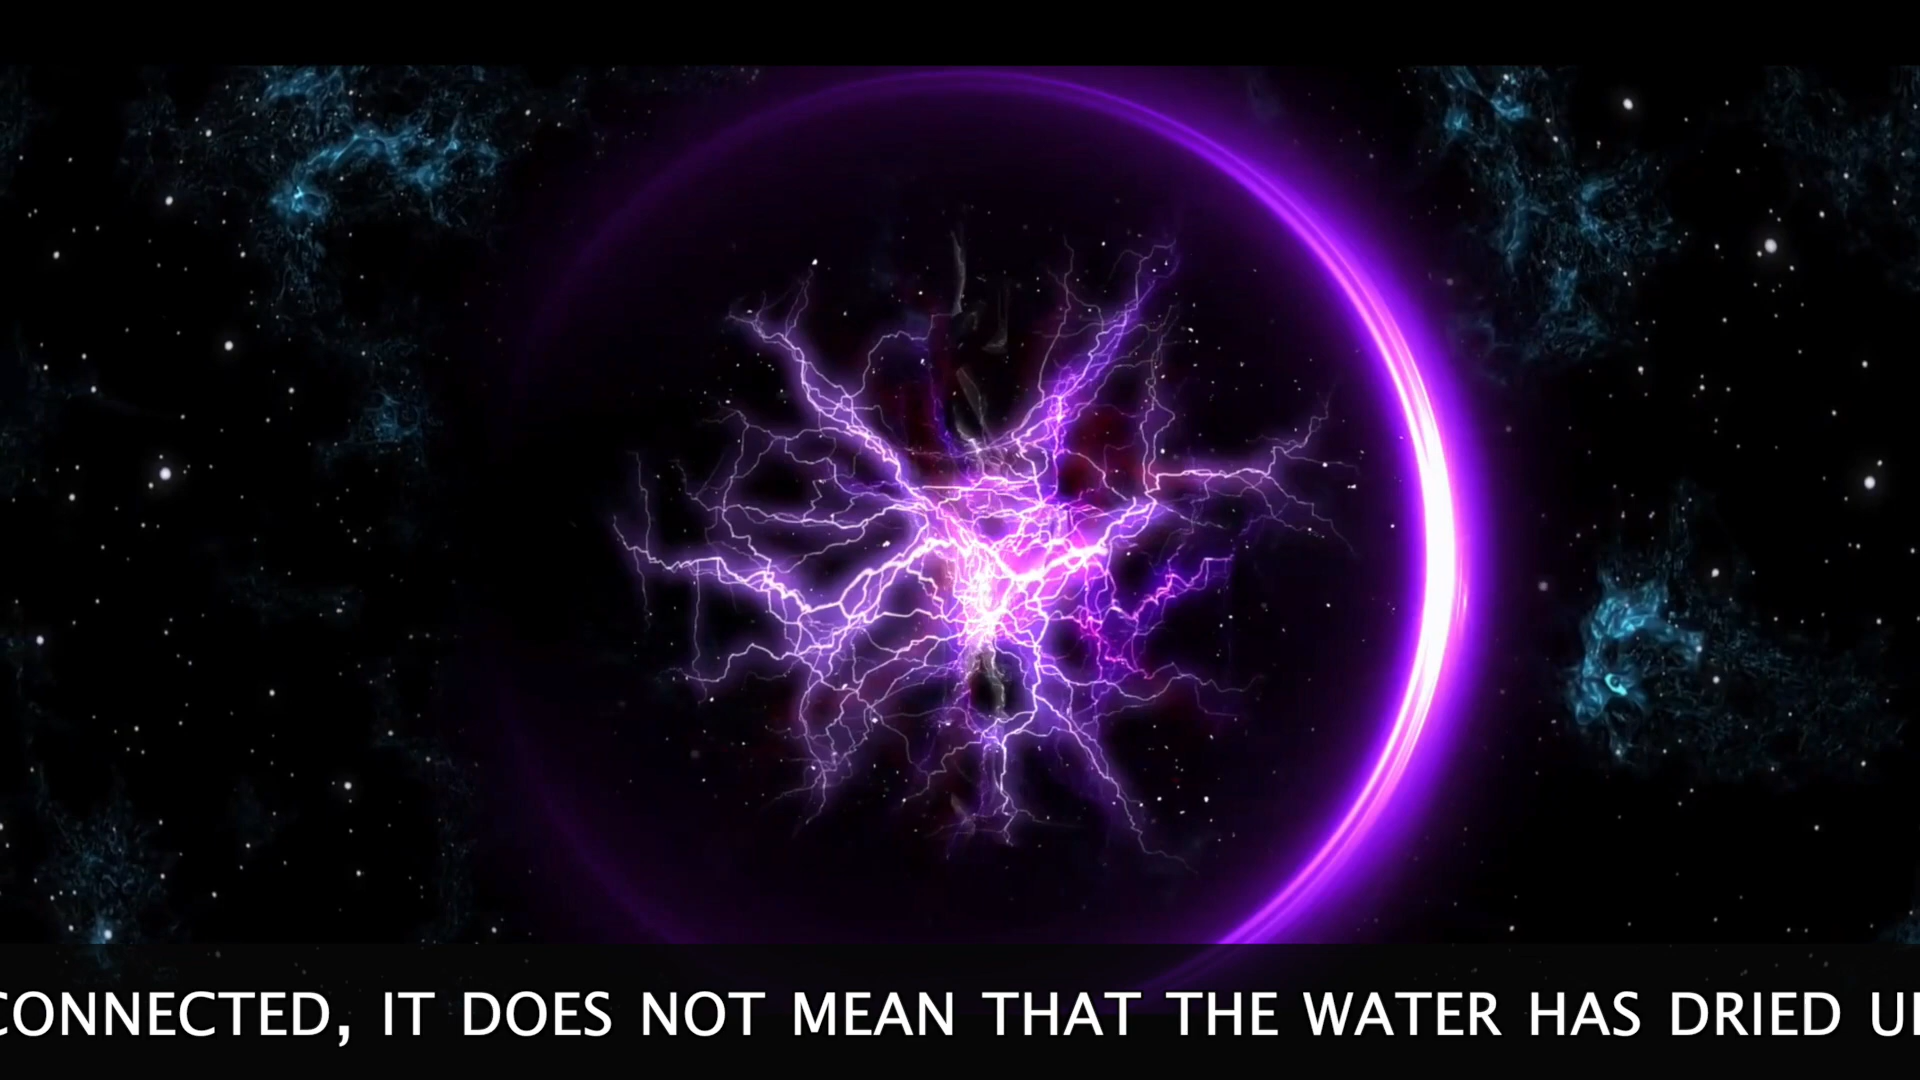 CONNECTED, IT DOES NOT MEAN THAT THE WATER HAS DRIED